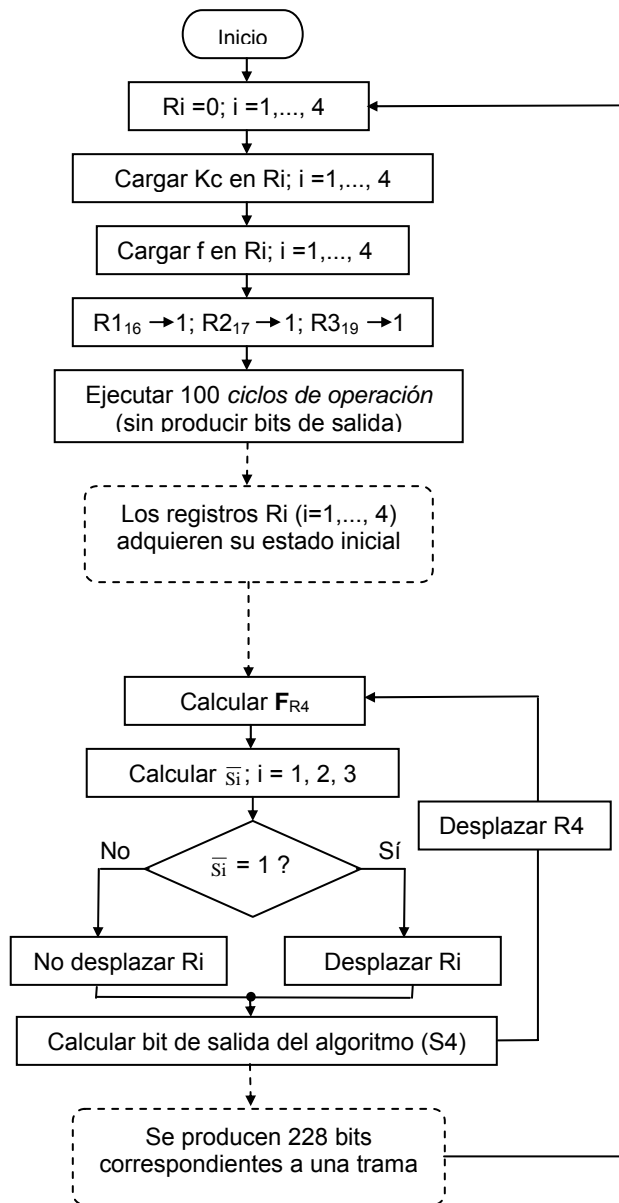 Inicio
Ri =0; i =1,..., 4
Cargar Kc en Ri; i =1,..., 4
Cargar f en Ri; i =1,..., 4
R1₁₆ →1; R2₁₇ →1; R3₁₉ →1
Ejecutar 100 ciclos de operación
(sin producir bits de salida)
Los registros Ri (i=1,..., 4)
adquieren su estado inicial
Calcular F_R4
Calcular S̅i̅; i = 1, 2, 3
Desplazar R4
No
S̅i̅ = 1 ?
Sí
No desplazar Ri
Desplazar Ri
Calcular bit de salida del algoritmo (S4)
Se producen 228 bits
correspondientes a una trama